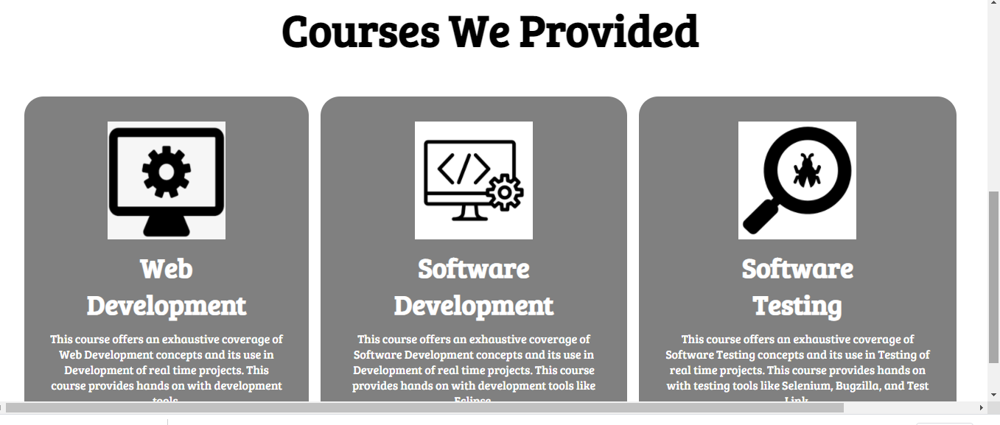 Courses We Provided
Web
Development
This course offers an exhaustive coverage of
Web Development concepts and its use in
Development of real time projects. This
course provides hands on with development
tools.
Software
Development
This course offers an exhaustive coverage of
Software Development concepts and its use in
Development of real time projects. This course
provides hands on with development tools like
Eclipse.
Software
Testing
This course offers an exhaustive coverage of
Software Testing concepts and its use in Testing of
real time projects. This course provides hands on
with testing tools like Selenium, Bugzilla, and Test
Link.